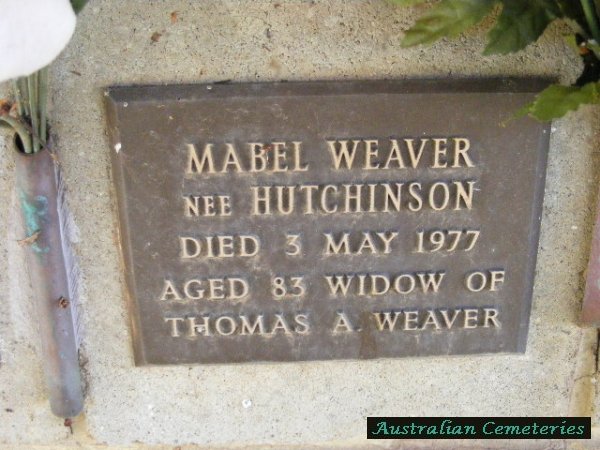 MABEL WEAVER
NEE HUTCHINSON
DIED 3 MAY 1977
AGED 83 WIDOW OF
THOMAS A. WEAVER
Australian Cemeteries